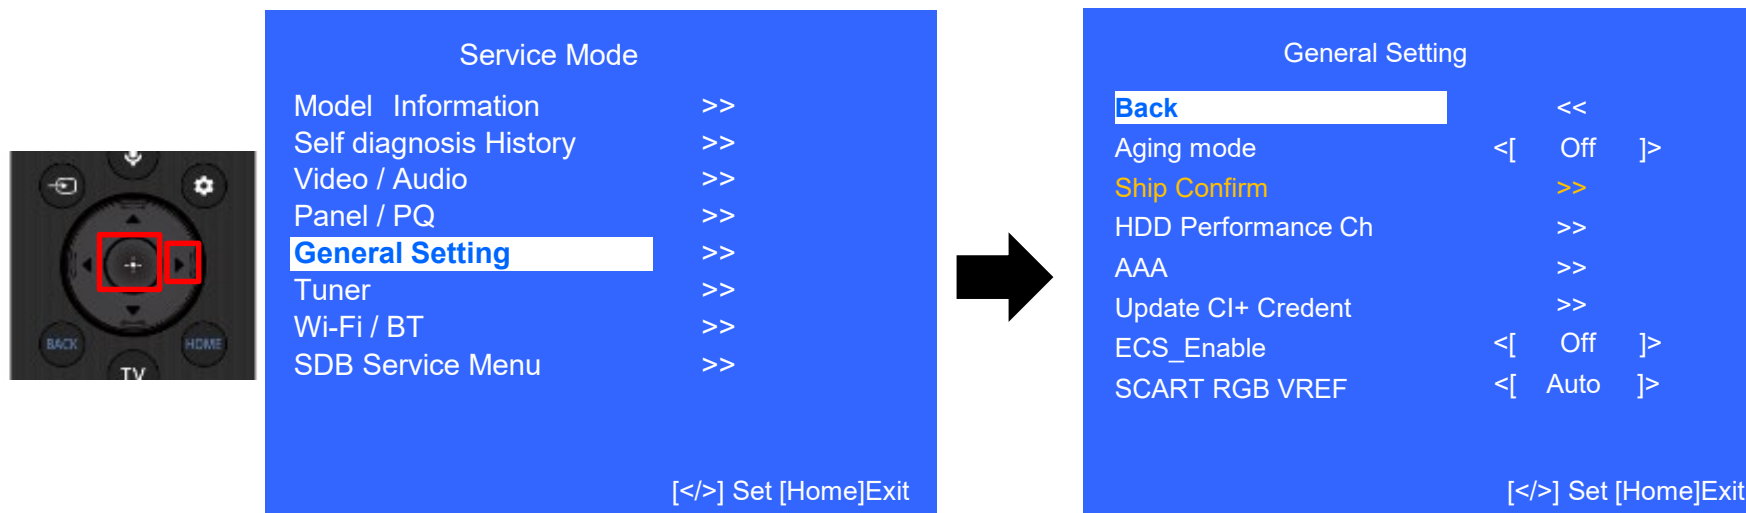 BACK
HOME
TV
Service Mode
Model Information >>
Self diagnosis History >>
Video / Audio >>
Panel / PQ >>
General Setting >>
Tuner >>
Wi-Fi / BT >>
SDB Service Menu >>
[</>] Set [Home]Exit
General Setting
Back <<
Aging mode <[ Off ]>
Ship Confirm >>
HDD Performance Ch >>
AAA >>
Update CI+ Credent >>
ECS_Enable <[ Off ]>
SCART RGB VREF <[ Auto ]>
[</>] Set [Home]Exit